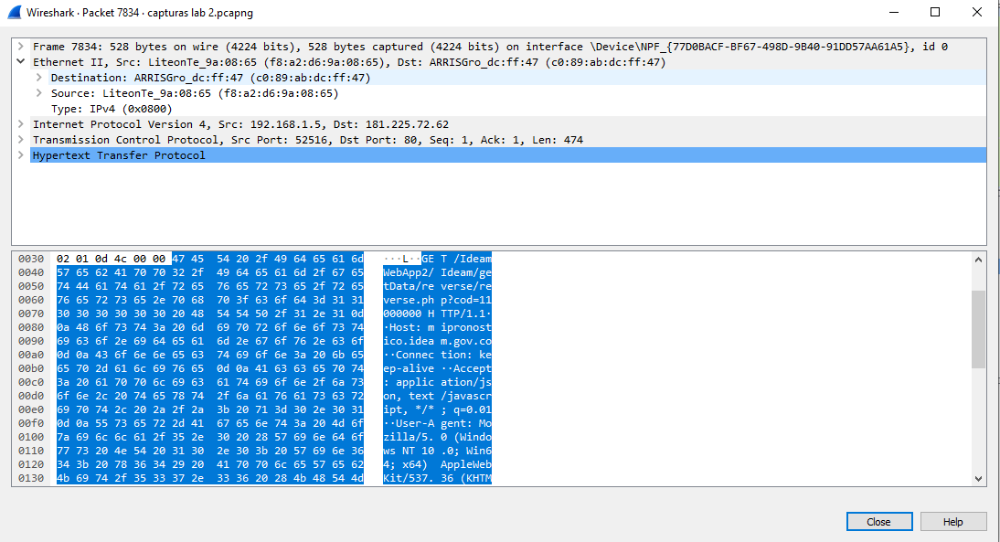 Wireshark · Packet 7834 · capturas lab 2.pcapng
Frame 7834: 528 bytes on wire (4224 bits), 528 bytes captured (4224 bits) on interface \Device\NPF_{77D0BACF-BF67-498D-9B40-91DD57AA61A5}, id 0
Ethernet II, Src: LiteonTe_9a:08:65 (f8:a2:d6:9a:08:65), Dst: ARRISGro_dc:ff:47 (c0:89:ab:dc:ff:47)
Destination: ARRISGro_dc:ff:47 (c0:89:ab:dc:ff:47)
Source: LiteonTe_9a:08:65 (f8:a2:d6:9a:08:65)
Type: IPv4 (0x0800)
Internet Protocol Version 4, Src: 192.168.1.5, Dst: 181.225.72.62
Transmission Control Protocol, Src Port: 52516, Dst Port: 80, Seq: 1, Ack: 1, Len: 474
Hypertext Transfer Protocol
0030 02 01 0d 4c 00 00 47 45 54 20 2f 49 64 65 61 6d ···L··GE T /Ideam
0040 57 65 62 41 70 70 32 2f 49 64 65 61 6d 2f 67 65 WebApp2/ Ideam/ge
0050 74 44 61 74 61 2f 72 65 76 65 72 73 65 2f 72 65 tData/re verse/re
0060 76 65 72 73 65 2e 70 68 70 3f 63 6f 64 3d 31 31 verse.ph p?cod=11
0070 30 30 30 30 30 30 20 48 54 54 50 2f 31 2e 31 0d 000000 H TTP/1.1·
0080 0a 48 6f 73 74 3a 20 6d 69 70 72 6f 6e 6f 73 74 ·Host: m ipronost
0090 69 63 6f 2e 69 64 65 61 6d 2e 67 6f 76 2e 63 6f ico.idea m.gov.co
00a0 0d 0a 43 6f 6e 6e 65 63 74 69 6f 6e 3a 20 6b 65 ··Connec tion: ke
00b0 65 70 2d 61 6c 69 76 65 0d 0a 41 63 63 65 70 74 ep-alive ··Accept
00c0 3a 20 61 70 70 6c 69 63 61 74 69 6f 6e 2f 6a 73 : applic ation/js
00d0 6f 6e 2c 20 74 65 78 74 2f 6a 61 76 61 73 63 72 on, text /javascr
00e0 69 70 74 2c 20 2a 2f 2a 3b 20 71 3d 30 2e 30 31 ipt, */* ; q=0.01
00f0 0d 0a 55 73 65 72 2d 41 67 65 6e 74 3a 20 4d 6f ··User-A gent: Mo
0100 7a 69 6c 6c 61 2f 35 2e 30 20 28 57 69 6e 64 6f zilla/5. 0 (Windo
0110 77 73 20 4e 54 20 31 30 2e 30 3b 20 57 69 6e 36 ws NT 10 .0; Win6
0120 34 3b 20 78 36 34 29 20 41 70 70 6c 65 57 65 62 4; x64)  AppleWeb
0130 4b 69 74 2f 35 33 37 2e 33 36 20 28 4b 48 54 4d Kit/537. 36 (KHTM
Close
Help